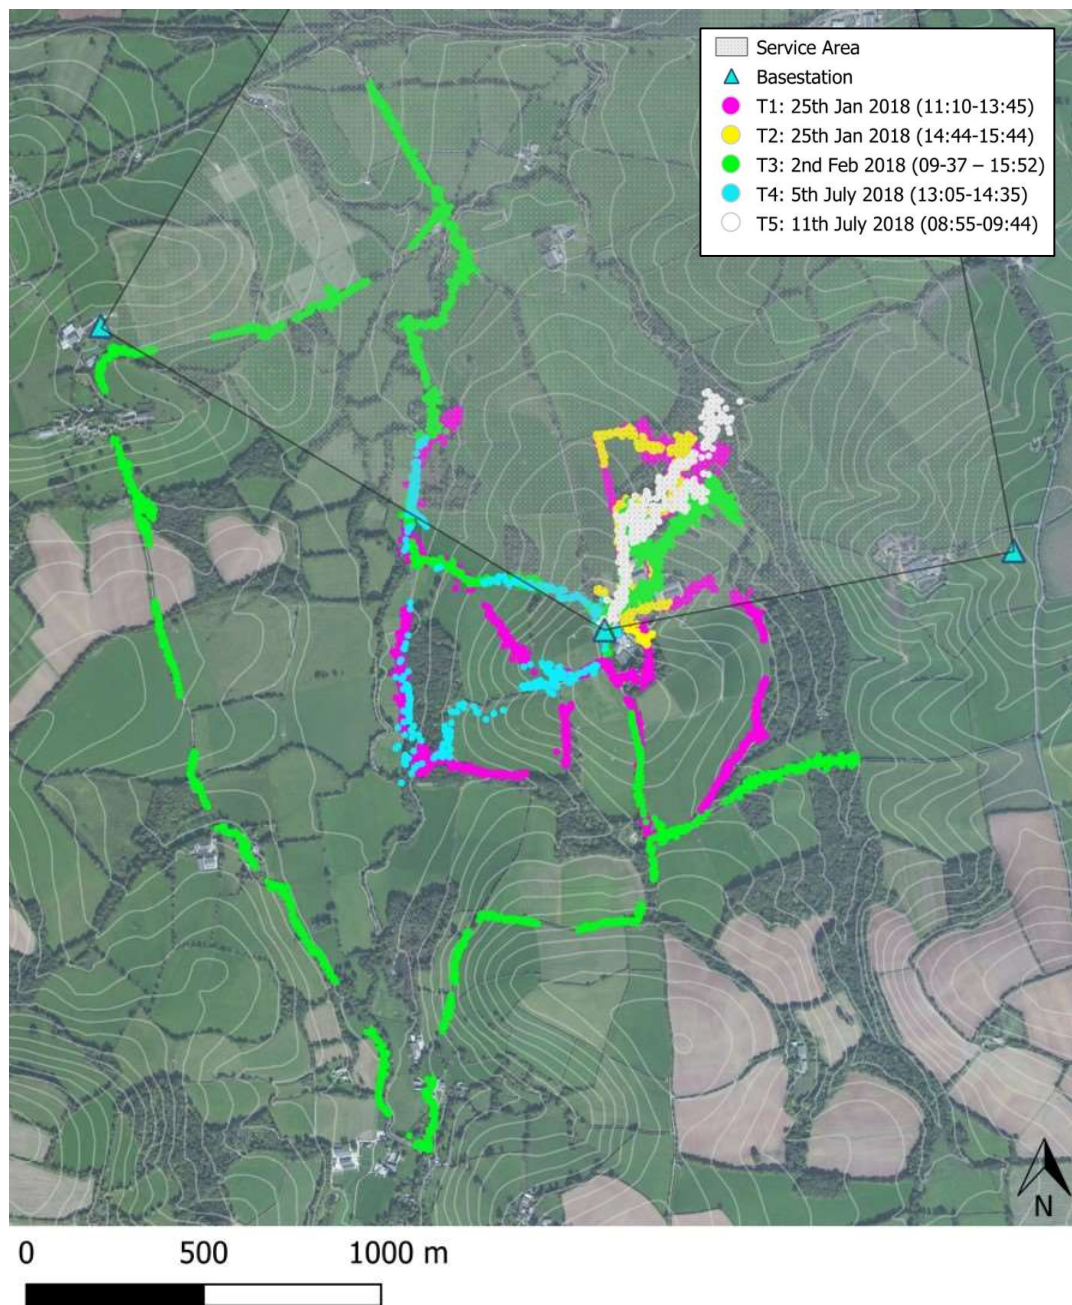 Service Area
Basestation
T1: 25th Jan 2018 (11:10-13:45)
T2: 25th Jan 2018 (14:44-15:44)
T3: 2nd Feb 2018 (09-37 – 15:52)
T4: 5th July 2018 (13:05-14:35)
T5: 11th July 2018 (08:55-09:44)
N
0 500 1000 m